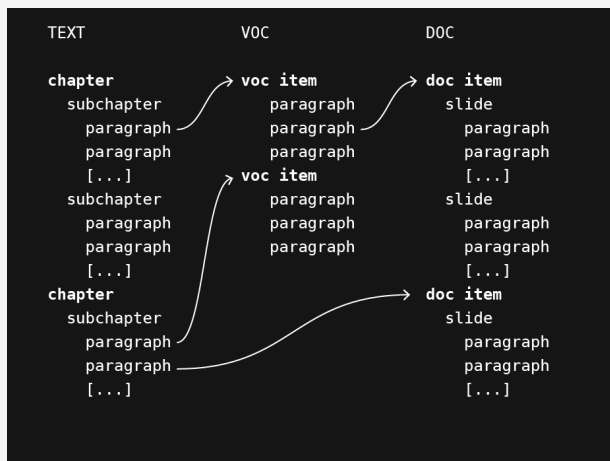 TEXT VOC DOC
chapter voc item doc item
subchapter paragraph slide
paragraph paragraph paragraph
paragraph paragraph paragraph
[...] voc item [...]
subchapter paragraph slide
paragraph paragraph paragraph
paragraph paragraph paragraph
[...] [...]
chapter doc item
subchapter slide
paragraph paragraph
paragraph paragraph
[...] [...]